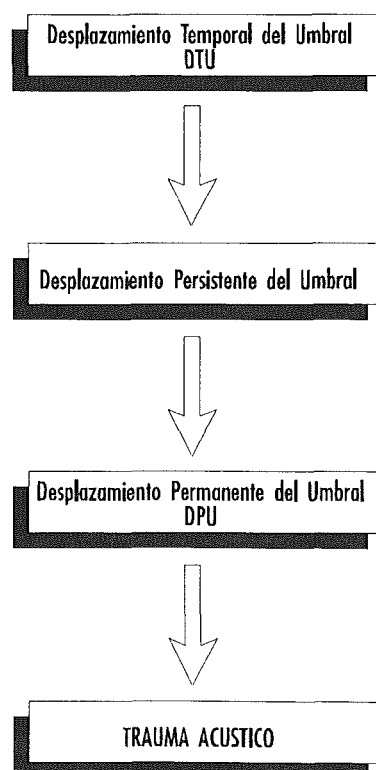 Desplazamiento Temporal del Umbral
DTU
Desplazamiento Persistente del Umbral
Desplazamiento Permanente del Umbral
DPU
TRAUMA ACUSTICO